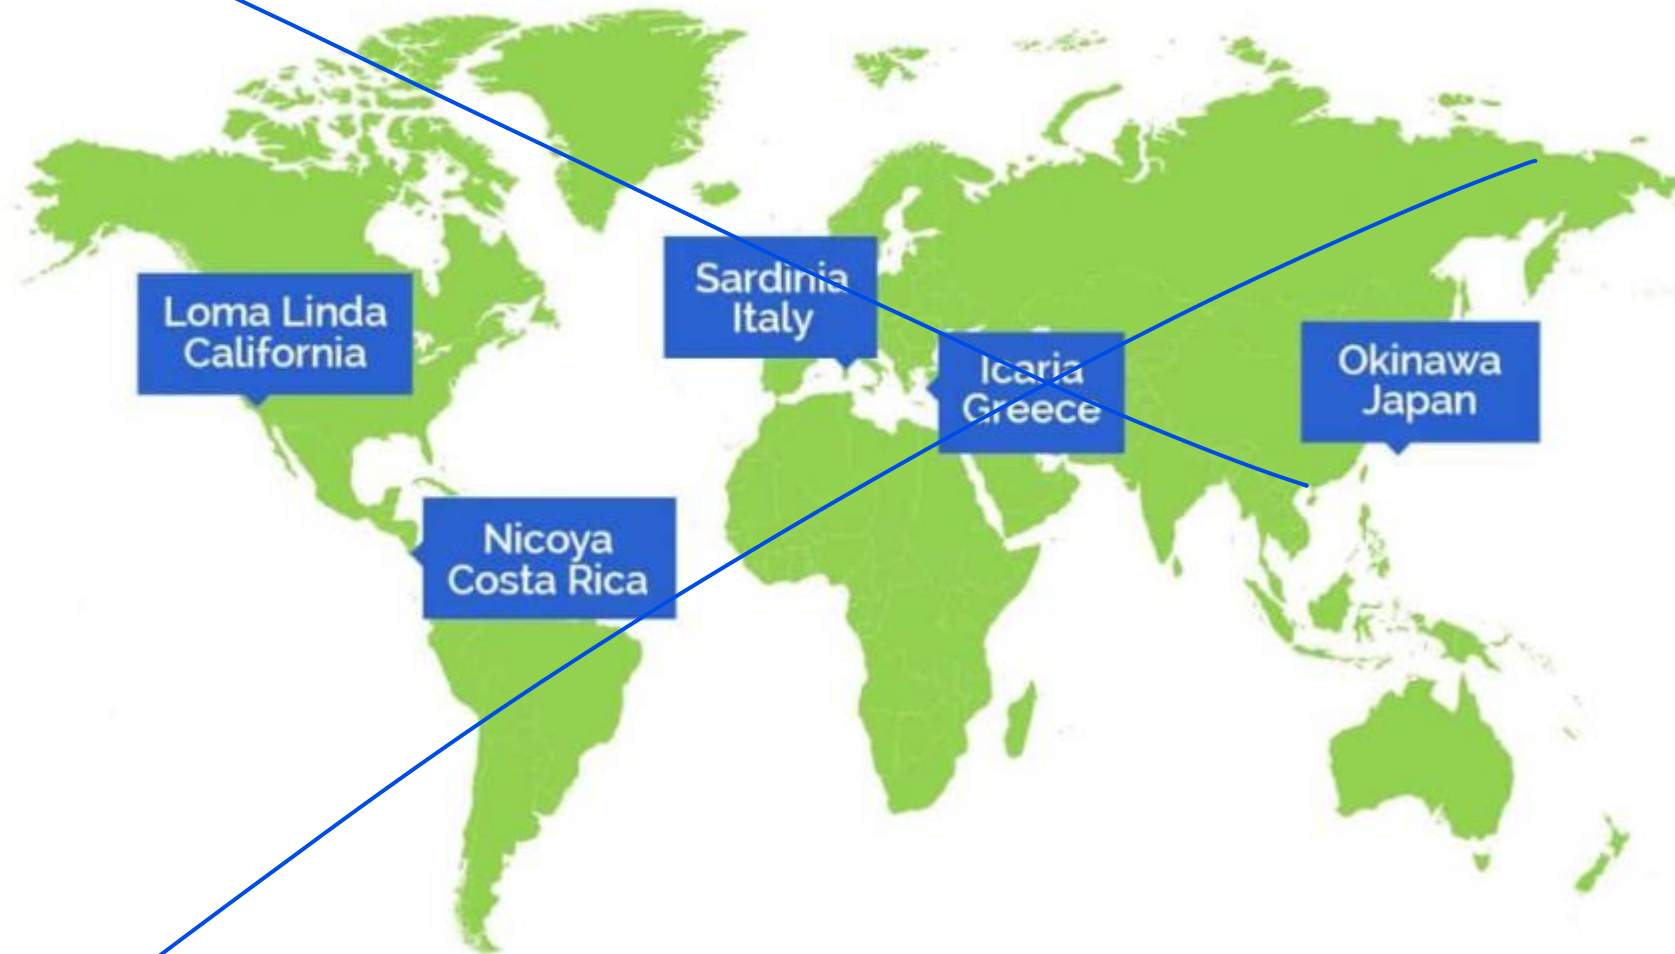 Loma Linda
California
Sardinia
Italy
Icaria
Greece
Okinawa
Japan
Nicoya
Costa Rica